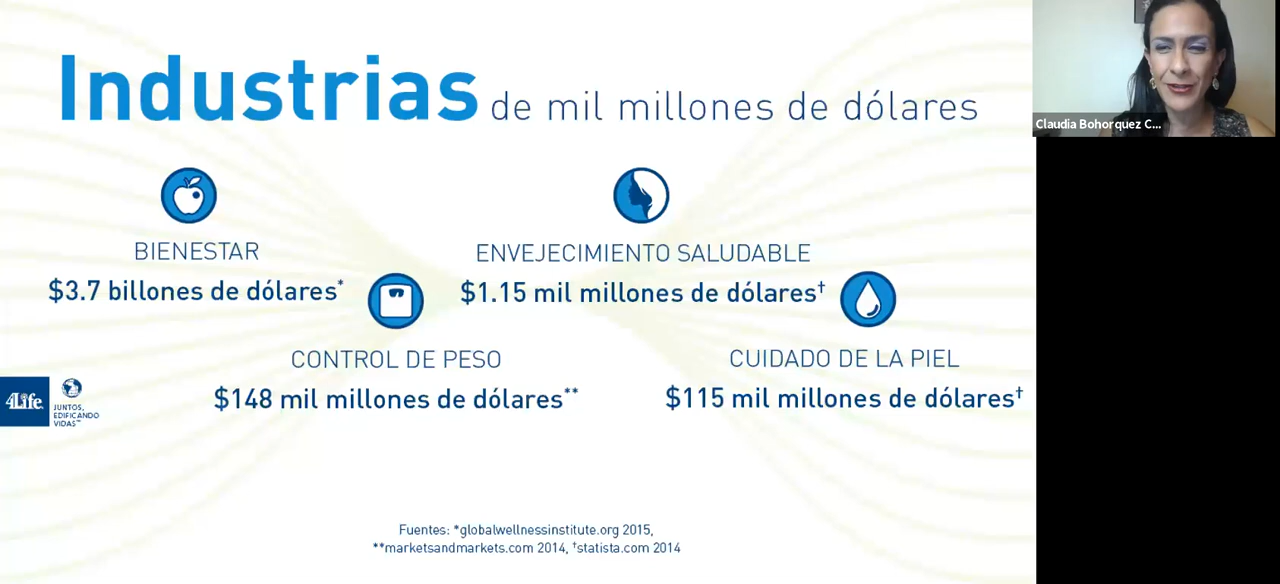 Industrias de mil millones de dólares
Claudia Bohorquez C...
BIENESTAR
$3.7 billones de dólares*
ENVEJECIMIENTO SALUDABLE
$1.15 mil millones de dólares†
CONTROL DE PESO
$148 mil millones de dólares**
CUIDADO DE LA PIEL
$115 mil millones de dólares†
4Life®
JUNTOS,
EDIFICANDO
VIDAS™
Fuentes: *globalwellnessinstitute.org 2015,
**marketsandmarkets.com 2014, †statista.com 2014